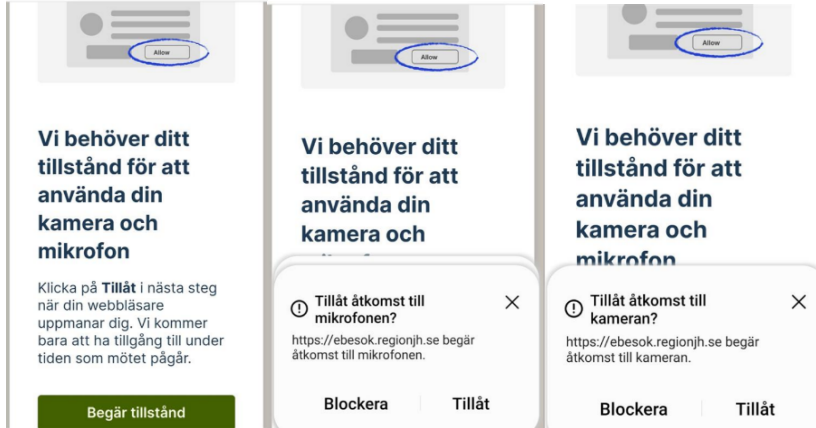 Allow
Vi behöver ditt
tillstånd för att
använda din
kamera och
mikrofon
Klicka på Tillåt i nästa steg
när din webbläsare
uppmanar dig. Vi kommer
bara att ha tillgång till under
tiden som mötet pågår.
Begär tillstånd
Allow
Vi behöver ditt
tillstånd för att
använda din
kamera och
Tillåt åtkomst till
mikrofonen?
https://ebesok.regionjh.se begär
åtkomst till mikrofonen.
Blockera Tillåt
Allow
Vi behöver ditt
tillstånd för att
använda din
kamera och
mikrofon
Tillåt åtkomst till
kameran?
https://ebesok.regionjh.se begär
åtkomst till kameran.
Blockera Tillåt